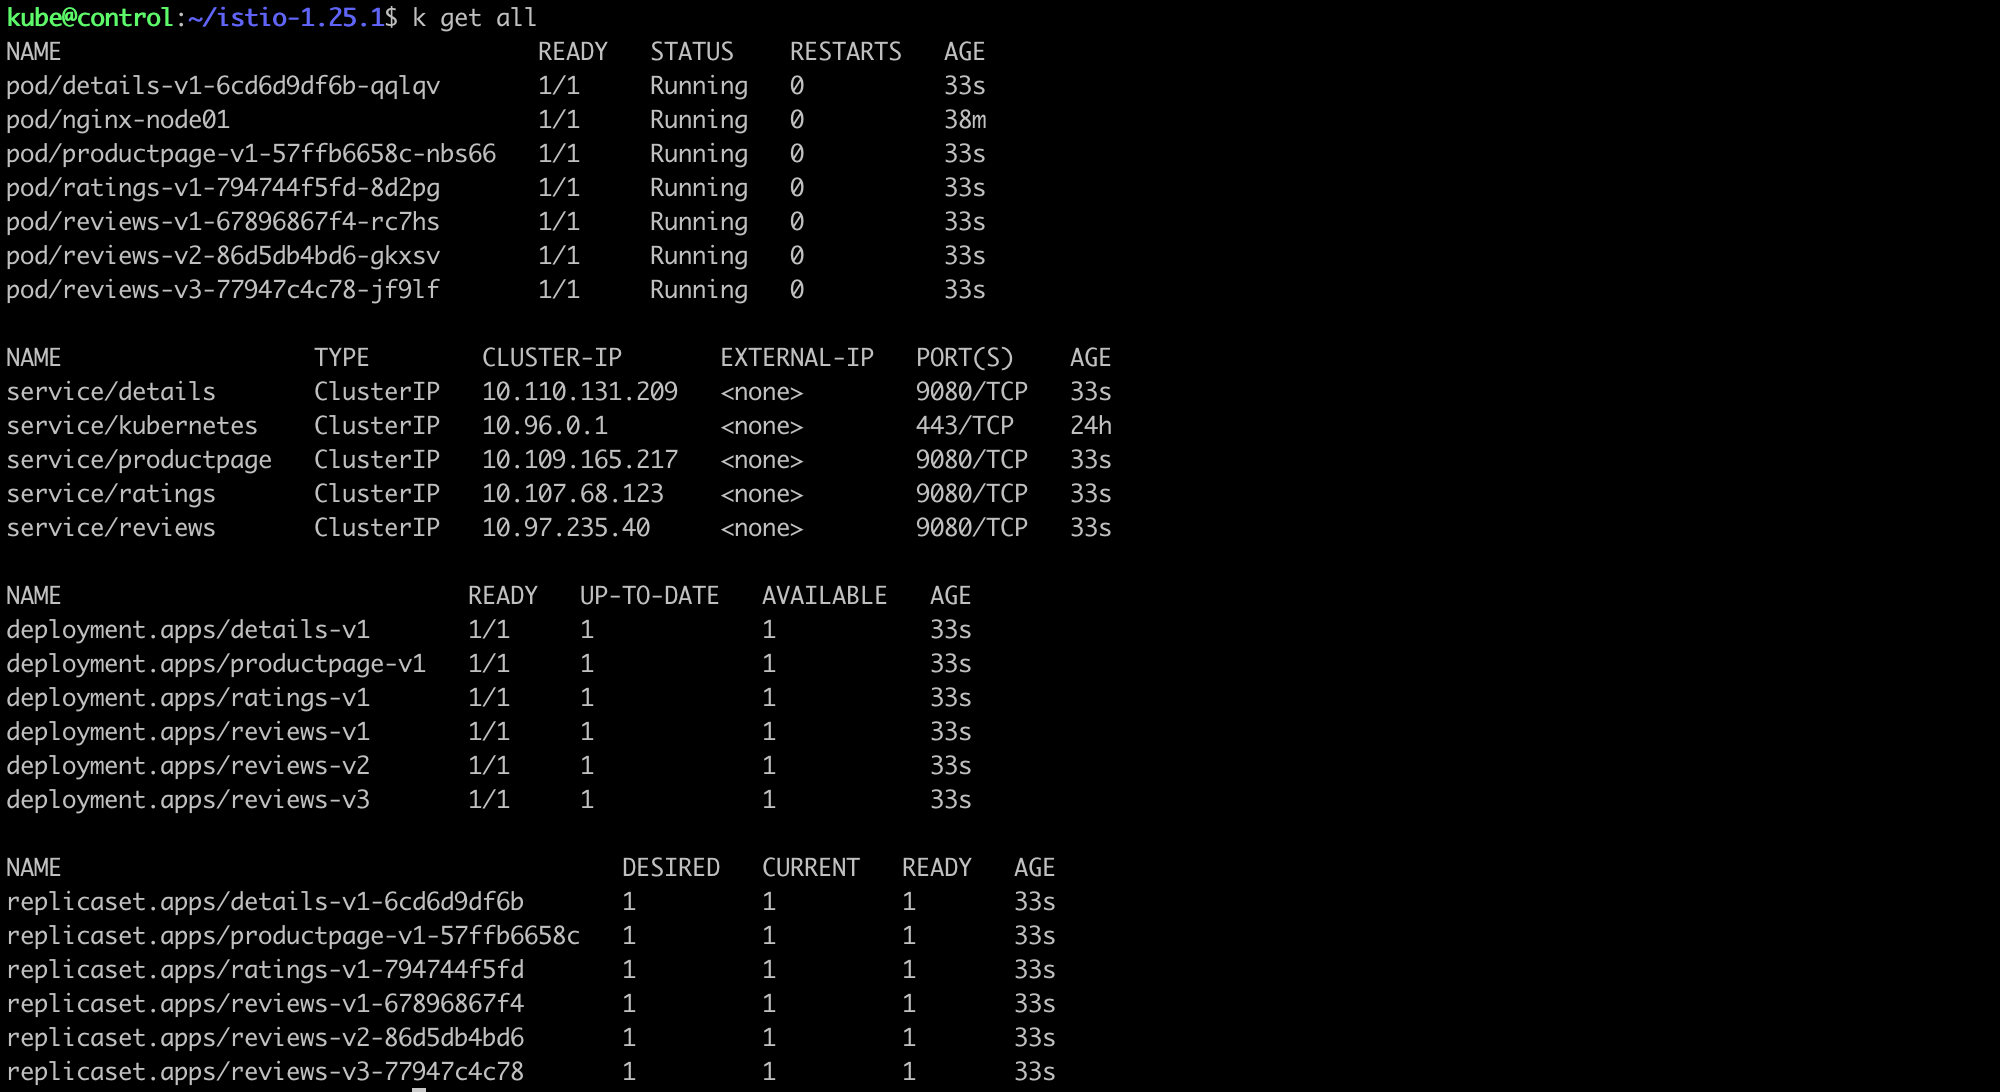 kube@control:~/istio-1.25.1$ k get all
NAME READY STATUS RESTARTS AGE
pod/details-v1-6cd6d9df6b-qqlqv 1/1 Running 0 33s
pod/nginx-node01 1/1 Running 0 38m
pod/productpage-v1-57ffb6658c-nbs66 1/1 Running 0 33s
pod/ratings-v1-794744f5fd-8d2pg 1/1 Running 0 33s
pod/reviews-v1-67896867f4-rc7hs 1/1 Running 0 33s
pod/reviews-v2-86d5db4bd6-gkxsv 1/1 Running 0 33s
pod/reviews-v3-77947c4c78-jf9lf 1/1 Running 0 33s
NAME TYPE CLUSTER-IP EXTERNAL-IP PORT(S) AGE
service/details ClusterIP 10.110.131.209 <none> 9080/TCP 33s
service/kubernetes ClusterIP 10.96.0.1 <none> 443/TCP 24h
service/productpage ClusterIP 10.109.165.217 <none> 9080/TCP 33s
service/ratings ClusterIP 10.107.68.123 <none> 9080/TCP 33s
service/reviews ClusterIP 10.97.235.40 <none> 9080/TCP 33s
NAME READY UP-TO-DATE AVAILABLE AGE
deployment.apps/details-v1 1/1 1 1 33s
deployment.apps/productpage-v1 1/1 1 1 33s
deployment.apps/ratings-v1 1/1 1 1 33s
deployment.apps/reviews-v1 1/1 1 1 33s
deployment.apps/reviews-v2 1/1 1 1 33s
deployment.apps/reviews-v3 1/1 1 1 33s
NAME DESIRED CURRENT READY AGE
replicaset.apps/details-v1-6cd6d9df6b 1 1 1 33s
replicaset.apps/productpage-v1-57ffb6658c 1 1 1 33s
replicaset.apps/ratings-v1-794744f5fd 1 1 1 33s
replicaset.apps/reviews-v1-67896867f4 1 1 1 33s
replicaset.apps/reviews-v2-86d5db4bd6 1 1 1 33s
replicaset.apps/reviews-v3-77947c4c78 1 1 1 33s